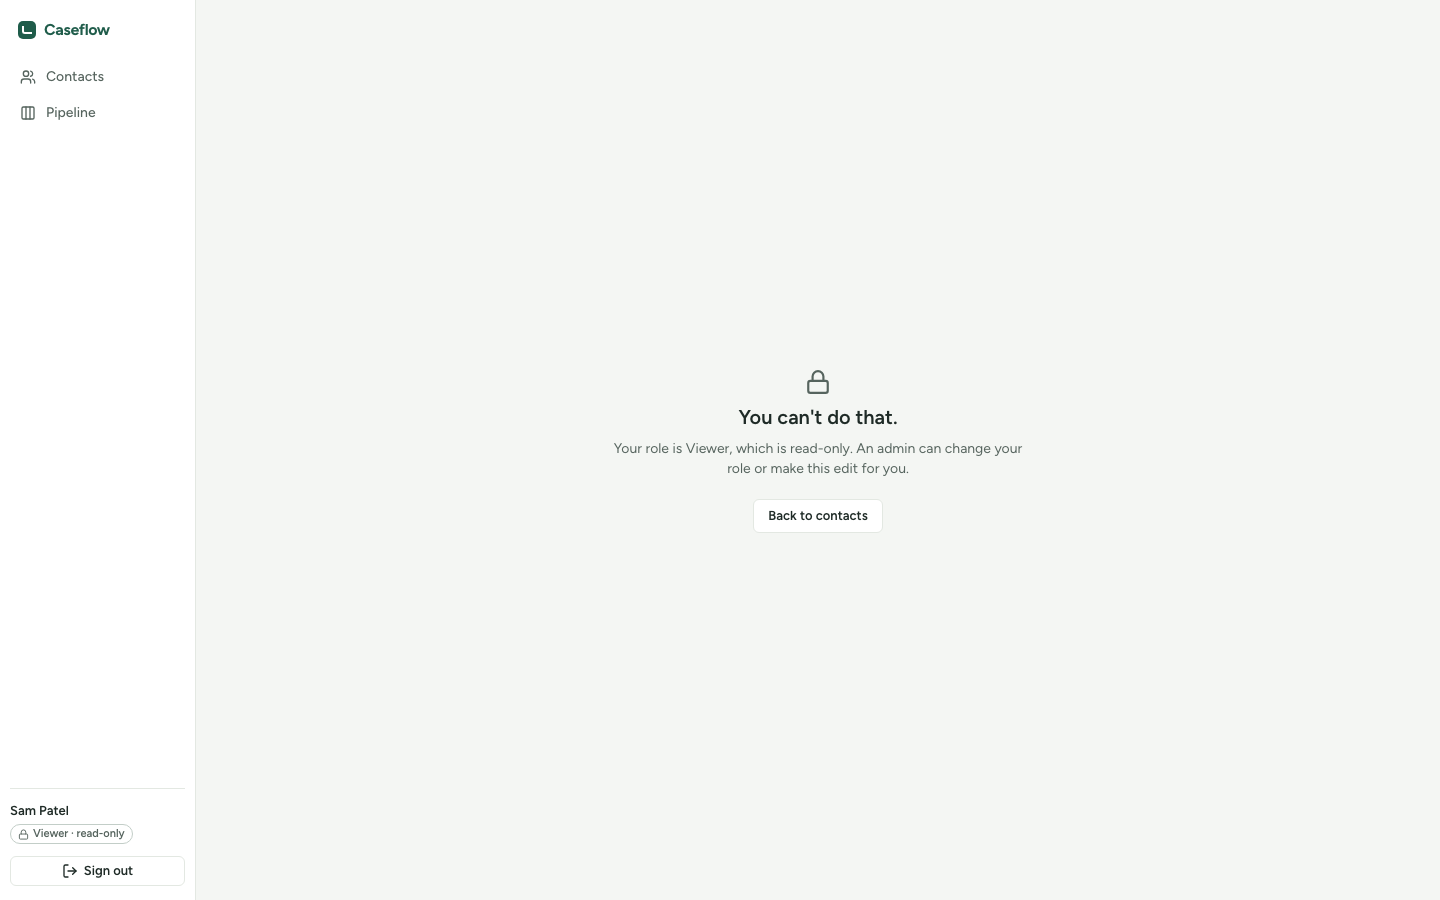 Caseflow
Contacts
Pipeline
You can't do that.
Your role is Viewer, which is read-only. An admin can change your
role or make this edit for you.
Back to contacts
Sam Patel
Viewer · read-only
Sign out